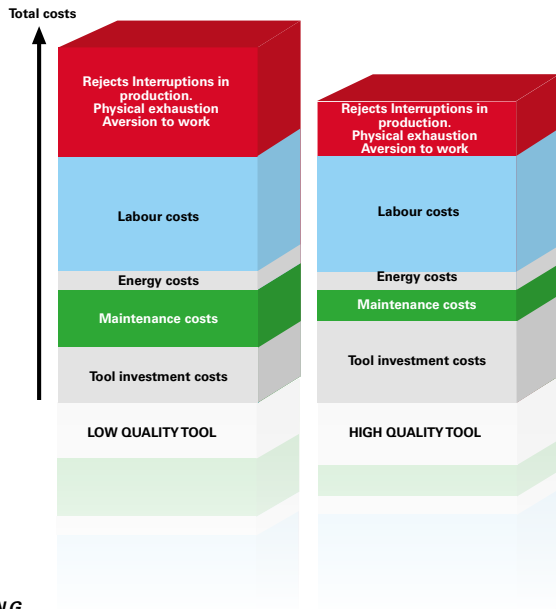 Total costs
Rejects Interruptions in
production.
Physical exhaustion
Aversion to work
Labour costs
Energy costs
Maintenance costs
Tool investment costs
LOW QUALITY TOOL
Rejects Interruptions in
production.
Physical exhaustion
Aversion to work
Labour costs
Energy costs
Maintenance costs
Tool investment costs
HIGH QUALITY TOOL